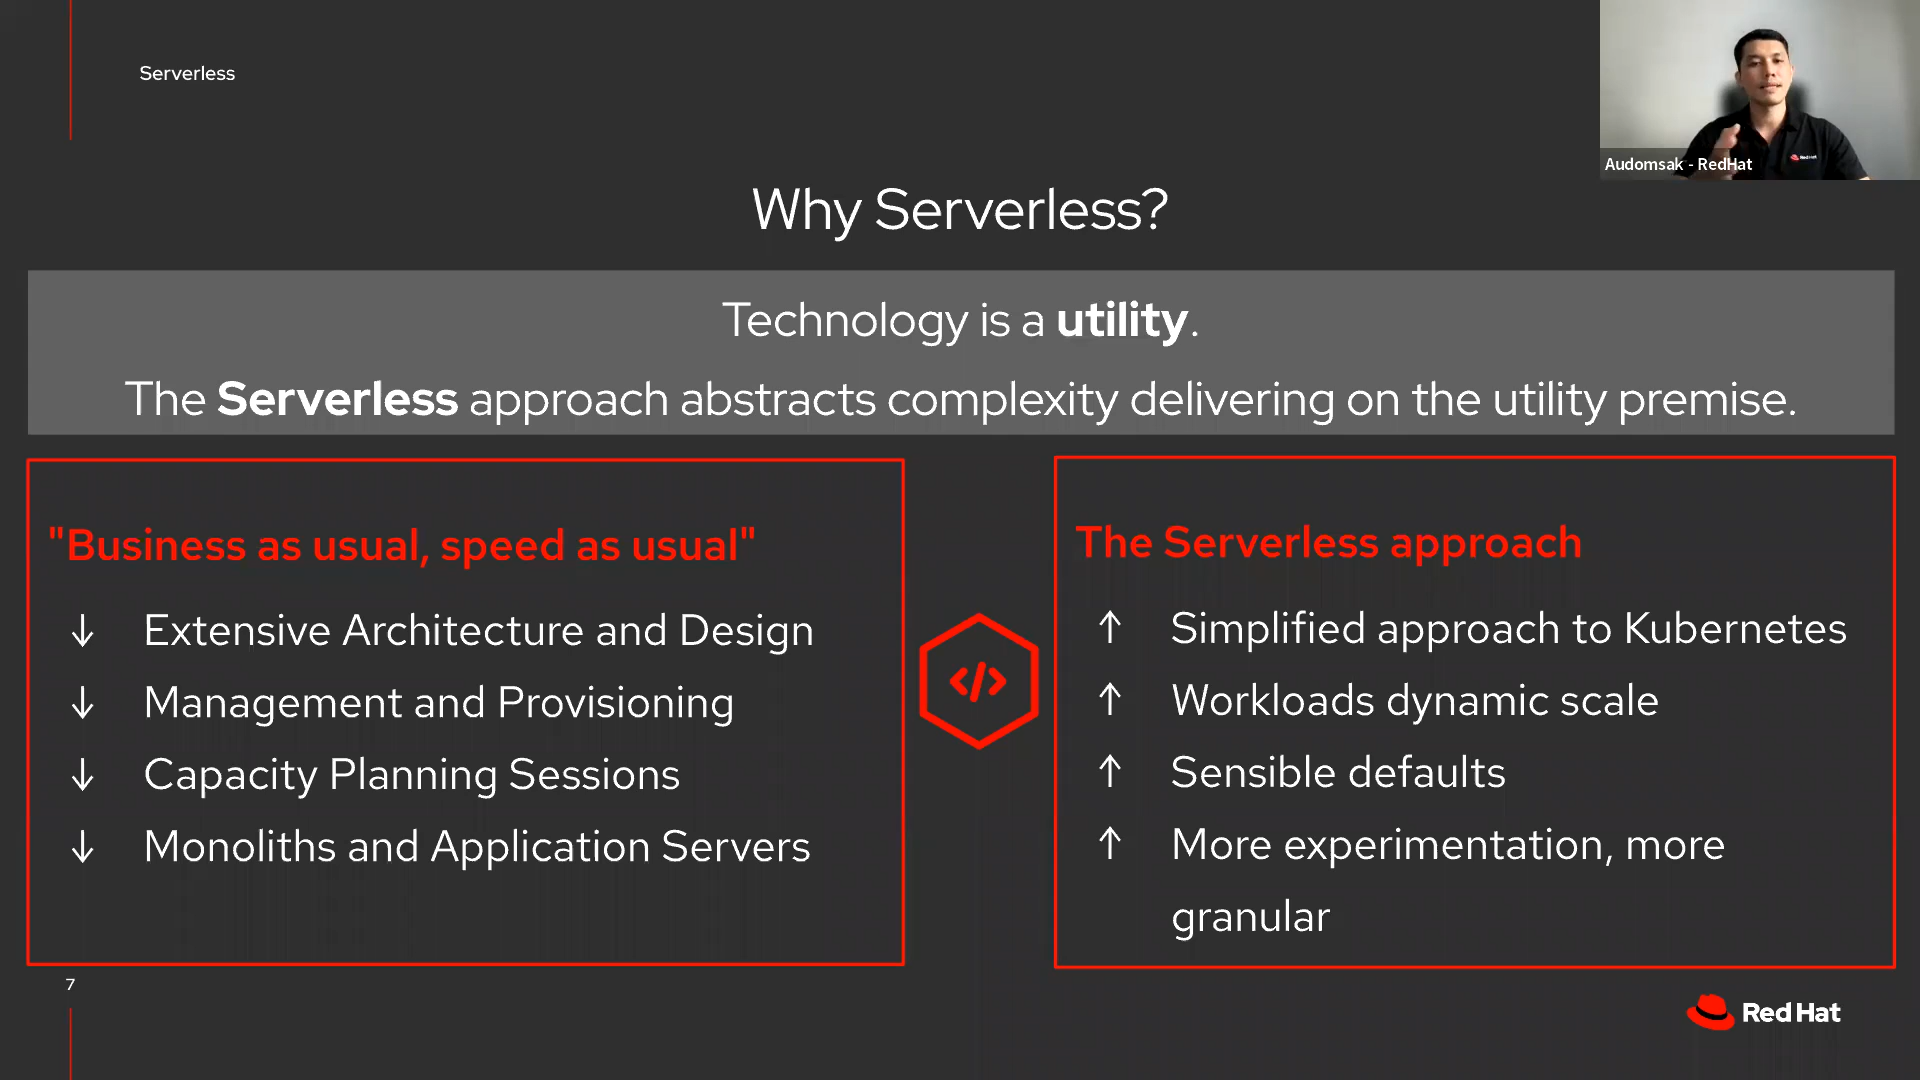 Serverless
Audomsak - RedHat
Red Hat
Why Serverless?
Technology is a utility.
The Serverless approach abstracts complexity delivering on the utility premise.
"Business as usual, speed as usual"
↓ Extensive Architecture and Design
↓ Management and Provisioning
↓ Capacity Planning Sessions
↓ Monoliths and Application Servers
</>
The Serverless approach
↑ Simplified approach to Kubernetes
↑ Workloads dynamic scale
↑ Sensible defaults
↑ More experimentation, more
granular
7
Red Hat